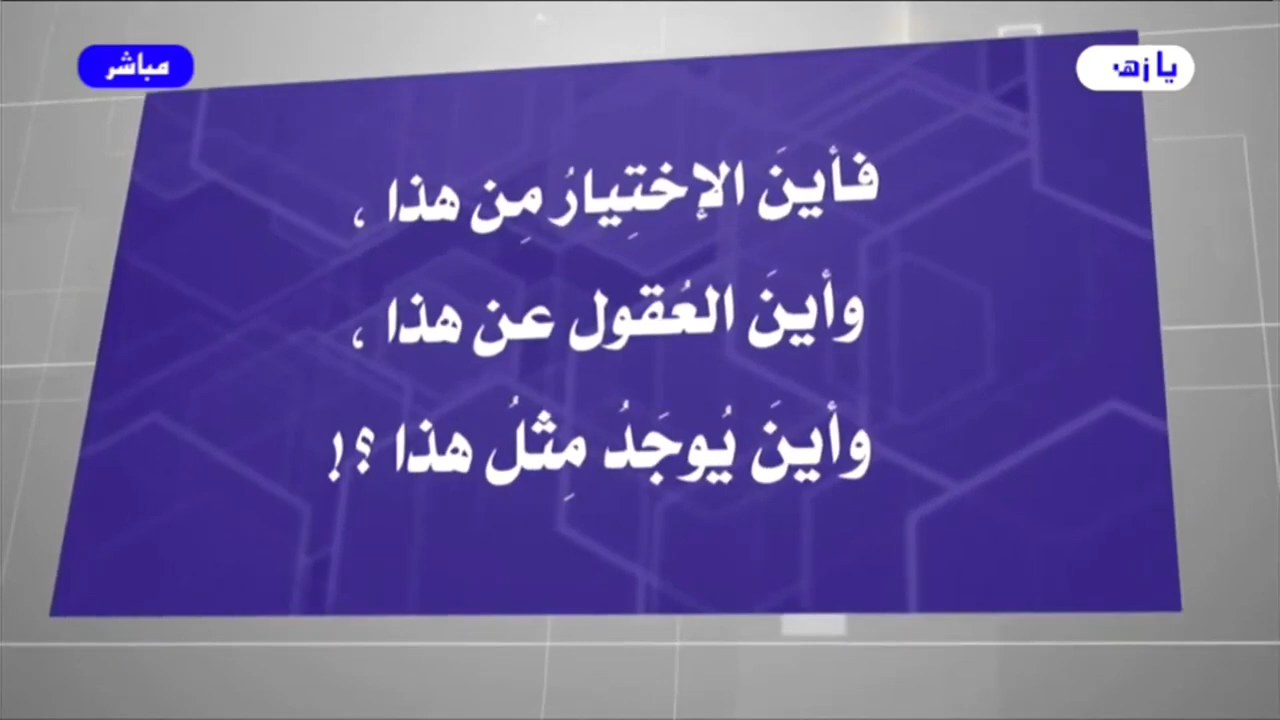 مباشر
يا زهـ
فأينَ الإختِيارُ مِن هذا ،
وأينَ العُقول عن هذا ،
وأينَ يُوجَدُ مِثلُ هذا ؟!